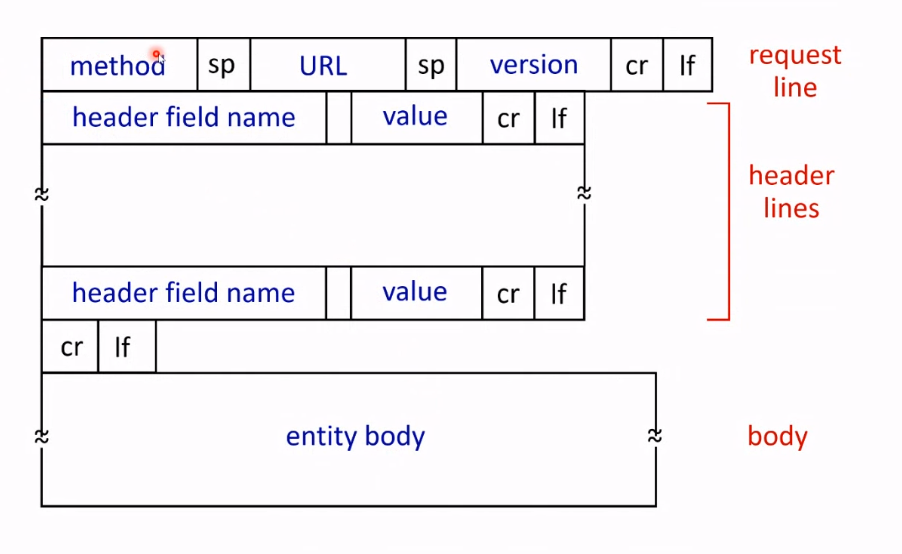 method sp URL sp version cr lf
request
line
header field name value cr lf
header
lines
header field name value cr lf
cr lf
entity body
body